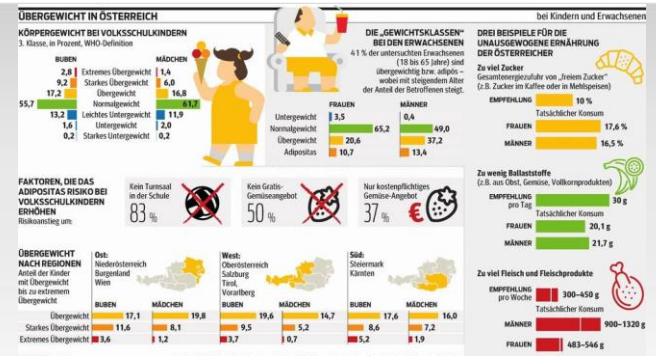 ÜBERGEWICHT IN ÖSTERREICH
bei Kindern und Erwachsenen
KÖRPERGEWICHT BEI VOLKSSCHULKINDERN
3. Klasse, in Prozent, WHO-Definition
BUBEN MÄDCHEN
2,8 Extremes Übergewicht 1,4
9,2 Starkes Übergewicht 6,0
17,2 Übergewicht 16,8
55,7 Normalgewicht 61,7
13,2 Leichtes Untergewicht 11,9
1,6 Untergewicht 2,0
0,2 Starkes Untergewicht 0,2
DIE „GEWICHTSKLASSEN"
BEI DEN ERWACHSENEN
41 % der untersuchten Erwachsenen
(18 bis 65 Jahre) sind
übergewichtig bzw. adipös –
wobei mit steigendem Alter
der Anteil der Betroffenen steigt.
FRAUEN MÄNNER
Untergewicht 3,5 0,4
Normalgewicht 65,2 49,0
Übergewicht 20,6 37,2
Adipositas 10,7 13,4
DREI BEISPIELE FÜR DIE
UNAUSGEWOGENE ERNÄHRUNG
DER ÖSTERREICHER
Zu viel Zucker
Gesamtenergiezufuhr von „freiem Zucker"
(z.B. Zucker im Kaffee oder in Mehlspeisen)
EMPFEHLUNG 10 %
Tatsächlicher Konsum
FRAUEN 17,6 %
MÄNNER 16,5 %
Zu wenig Ballaststoffe
(z.B. aus Obst, Gemüse, Vollkornprodukten)
EMPFEHLUNG
pro Tag 30 g
Tatsächlicher Konsum
FRAUEN 20,1 g
MÄNNER 21,7 g
Zu viel Fleisch und Fleischprodukte
EMPFEHLUNG
pro Woche 300–450 g
Tatsächlicher Konsum
MÄNNER 900–1320 g
FRAUEN 483–546 g
FAKTOREN, DIE DAS
ADIPOSITAS RISIKO BEI
VOLKSSCHULKINDERN
ERHÖHEN
Risikoanstieg um:
Kein Turnsaal
in der Schule
83 %
Kein Gratis-
Gemüseangebot
50 %
Nur kostenpflichtiges
Gemüse-Angebot
37 % €
ÜBERGEWICHT
NACH REGIONEN
Anteil der Kinder
mit Übergewicht
bis zu extremem
Übergewicht
Ost:
Niederösterreich
Burgenland
Wien
West:
Oberösterreich
Salzburg
Tirol,
Vorarlberg
Süd:
Steiermark
Kärnten
BUBEN MÄDCHEN BUBEN MÄDCHEN BUBEN MÄDCHEN
Übergewicht 17,1 19,8 19,6 14,7 17,6 16,0
Starkes Übergewicht 11,6 8,1 9,5 5,2 8,6 7,2
Extremes Übergewicht 3,6 1,2 3,7 0,7 5,2 1,9